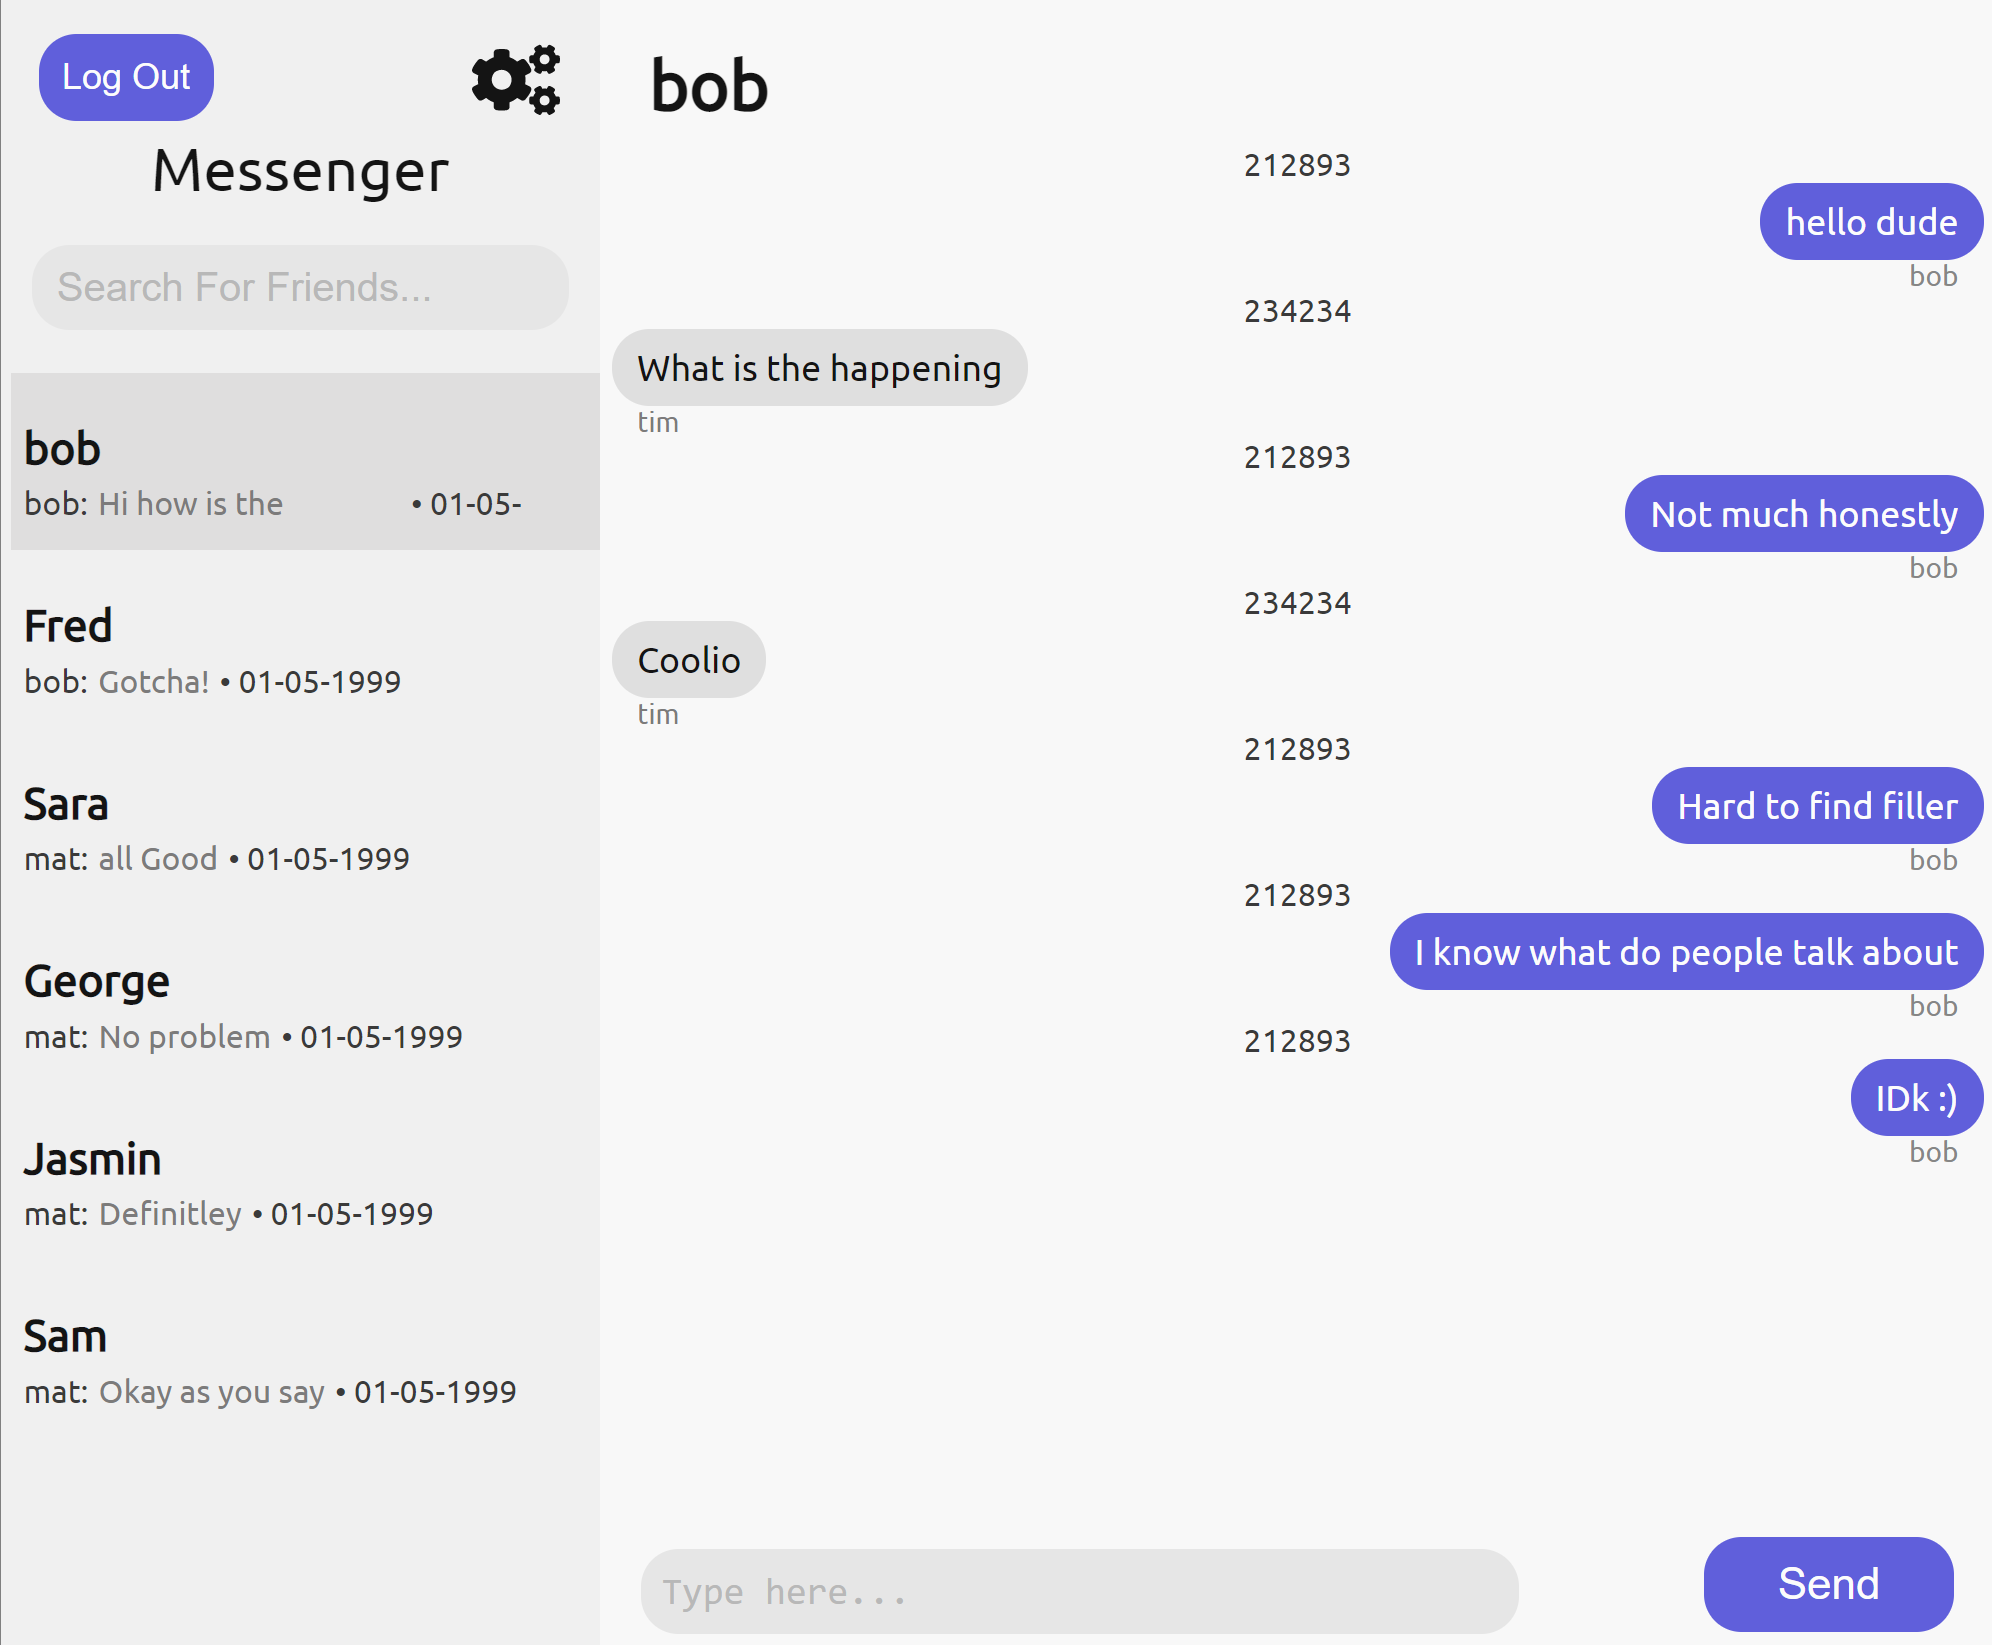 Log Out
Messenger
Search For Friends...
bob
bob: Hi how is the • 01-05-
Fred
bob: Gotcha! • 01-05-1999
Sara
mat: all Good • 01-05-1999
George
mat: No problem • 01-05-1999
Jasmin
mat: Definitley • 01-05-1999
Sam
mat: Okay as you say • 01-05-1999
bob
212893
hello dude
bob
234234
What is the happening
tim
212893
Not much honestly
bob
234234
Coolio
tim
212893
Hard to find filler
bob
212893
I know what do people talk about
bob
212893
IDk :)
bob
Type here...
Send